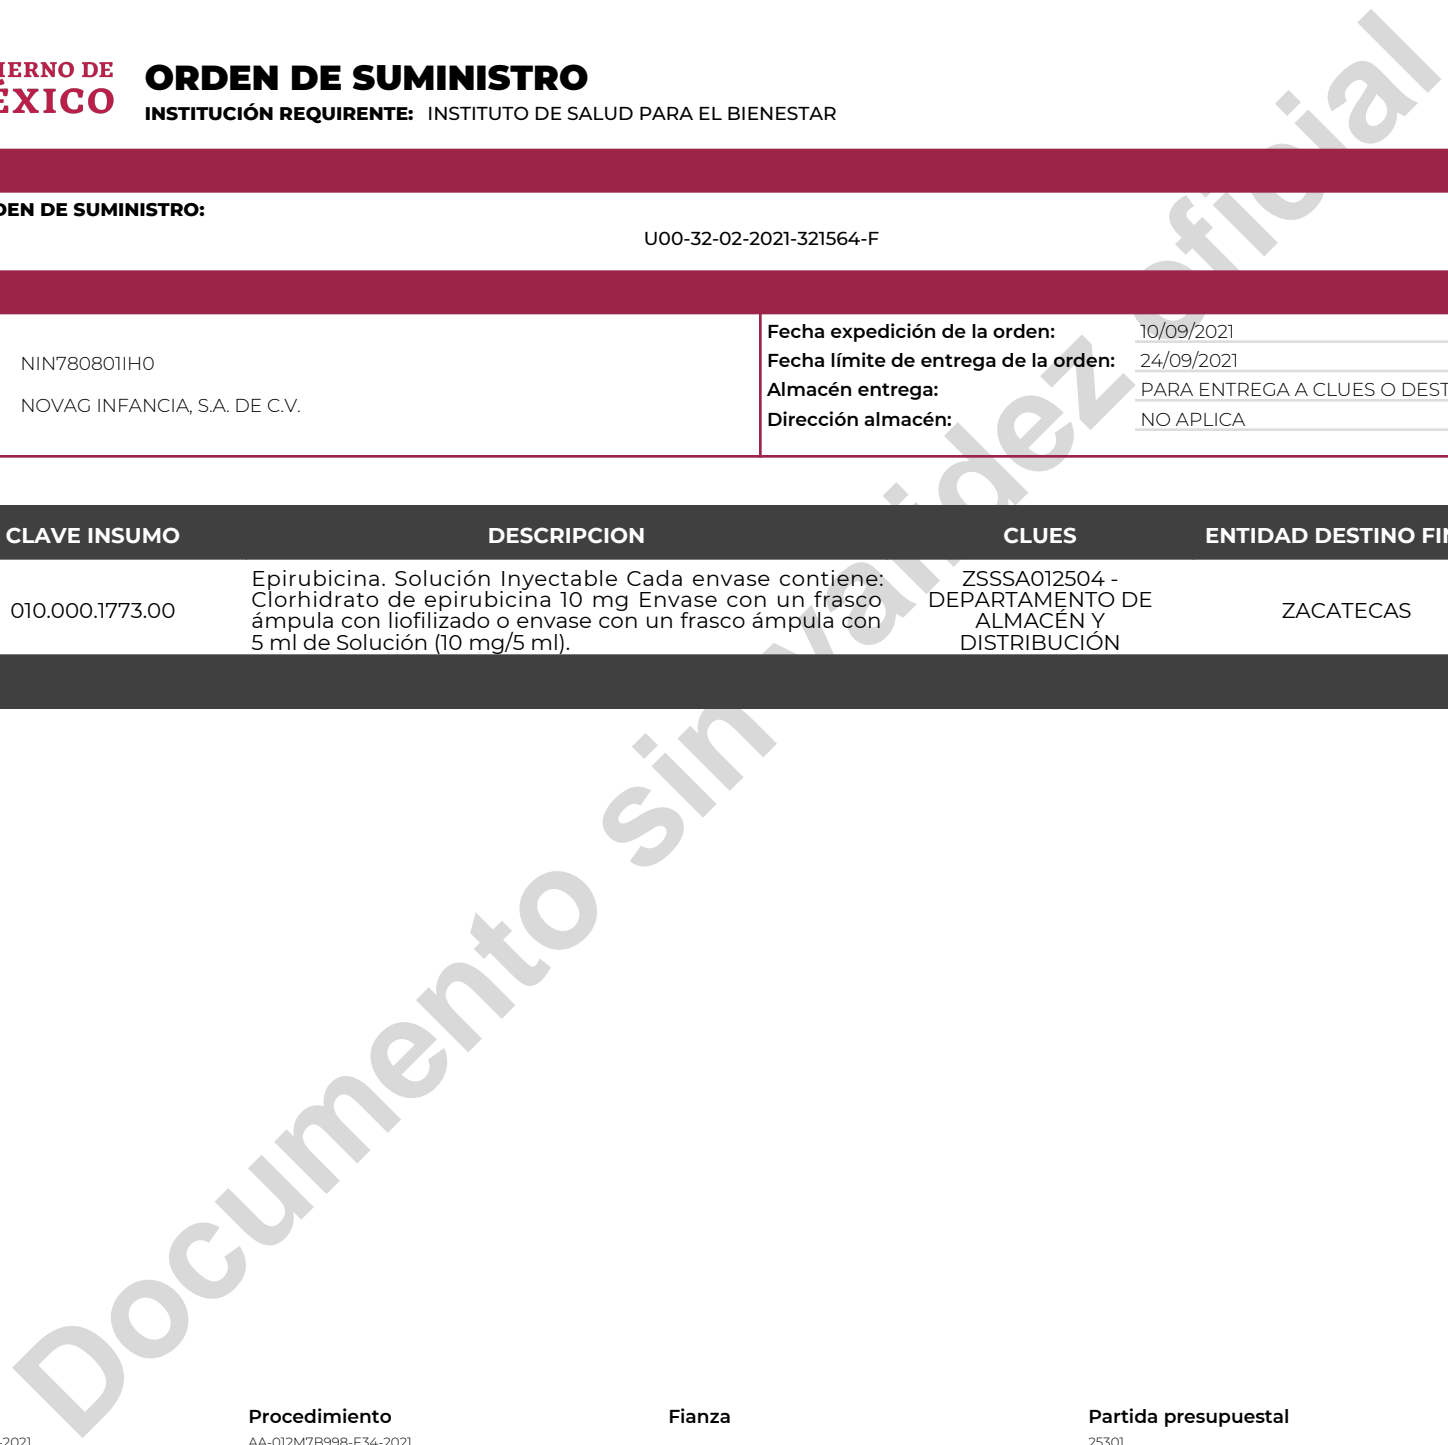 IERNO DE
ÉXICO
ORDEN DE SUMINISTRO
INSTITUCIÓN REQUIRENTE: INSTITUTO DE SALUD PARA EL BIENESTAR
DEN DE SUMINISTRO:
U00-32-02-2021-321564-F
NIN780801IH0
NOVAG INFANCIA, S.A. DE C.V.
Fecha expedición de la orden: 10/09/2021
Fecha límite de entrega de la orden: 24/09/2021
Almacén entrega: PARA ENTREGA A CLUES O DEST
Dirección almacén: NO APLICA
CLAVE INSUMO DESCRIPCION CLUES ENTIDAD DESTINO FIN
010.000.1773.00
Epirubicina. Solución Inyectable Cada envase contiene:
Clorhidrato de epirubicina 10 mg Envase con un frasco
ámpula con liofilizado o envase con un frasco ámpula con
5 ml de Solución (10 mg/5 ml).
ZSSSA012504 -
DEPARTAMENTO DE
ALMACÉN Y
DISTRIBUCIÓN
ZACATECAS
Documento sin validez oficial
Procedimiento Fianza Partida presupuestal
-2021 AA-012M7B998-E34-2021 25301